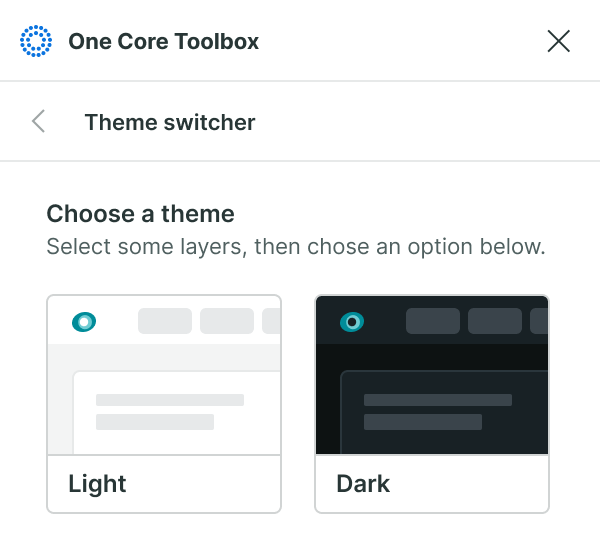 One Core Toolbox
Theme switcher
Choose a theme
Select some layers, then chose an option below.
Light
Dark